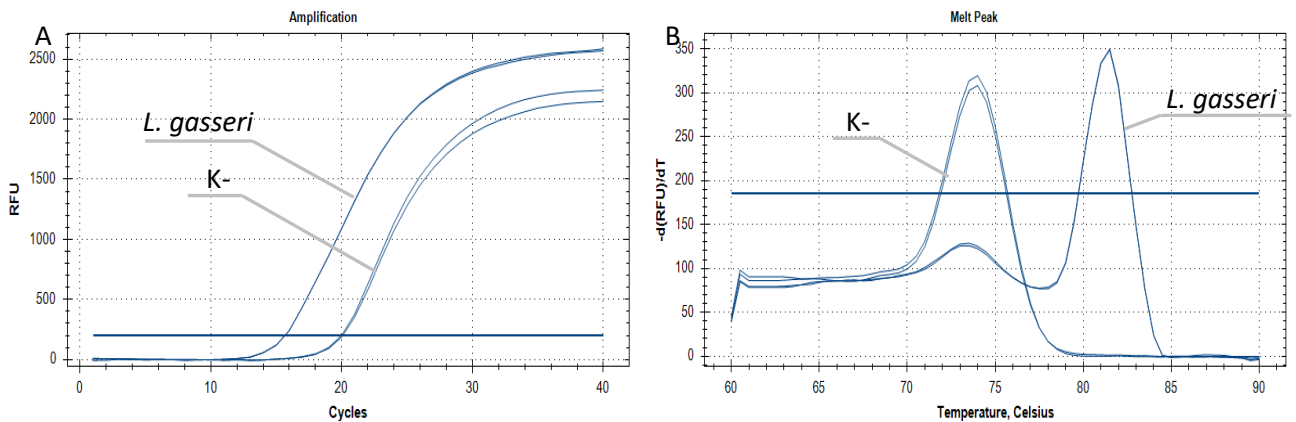 A
Amplification
2500
2000
1500
1000
500
0
RFU
L. gasseri
K-
0
10
20
30
40
Cycles
B
Melt Peak
350
300
250
200
150
100
50
0
-d(RFU)/dT
K-
L. gasseri
60
65
70
75
80
85
90
Temperature, Celsius